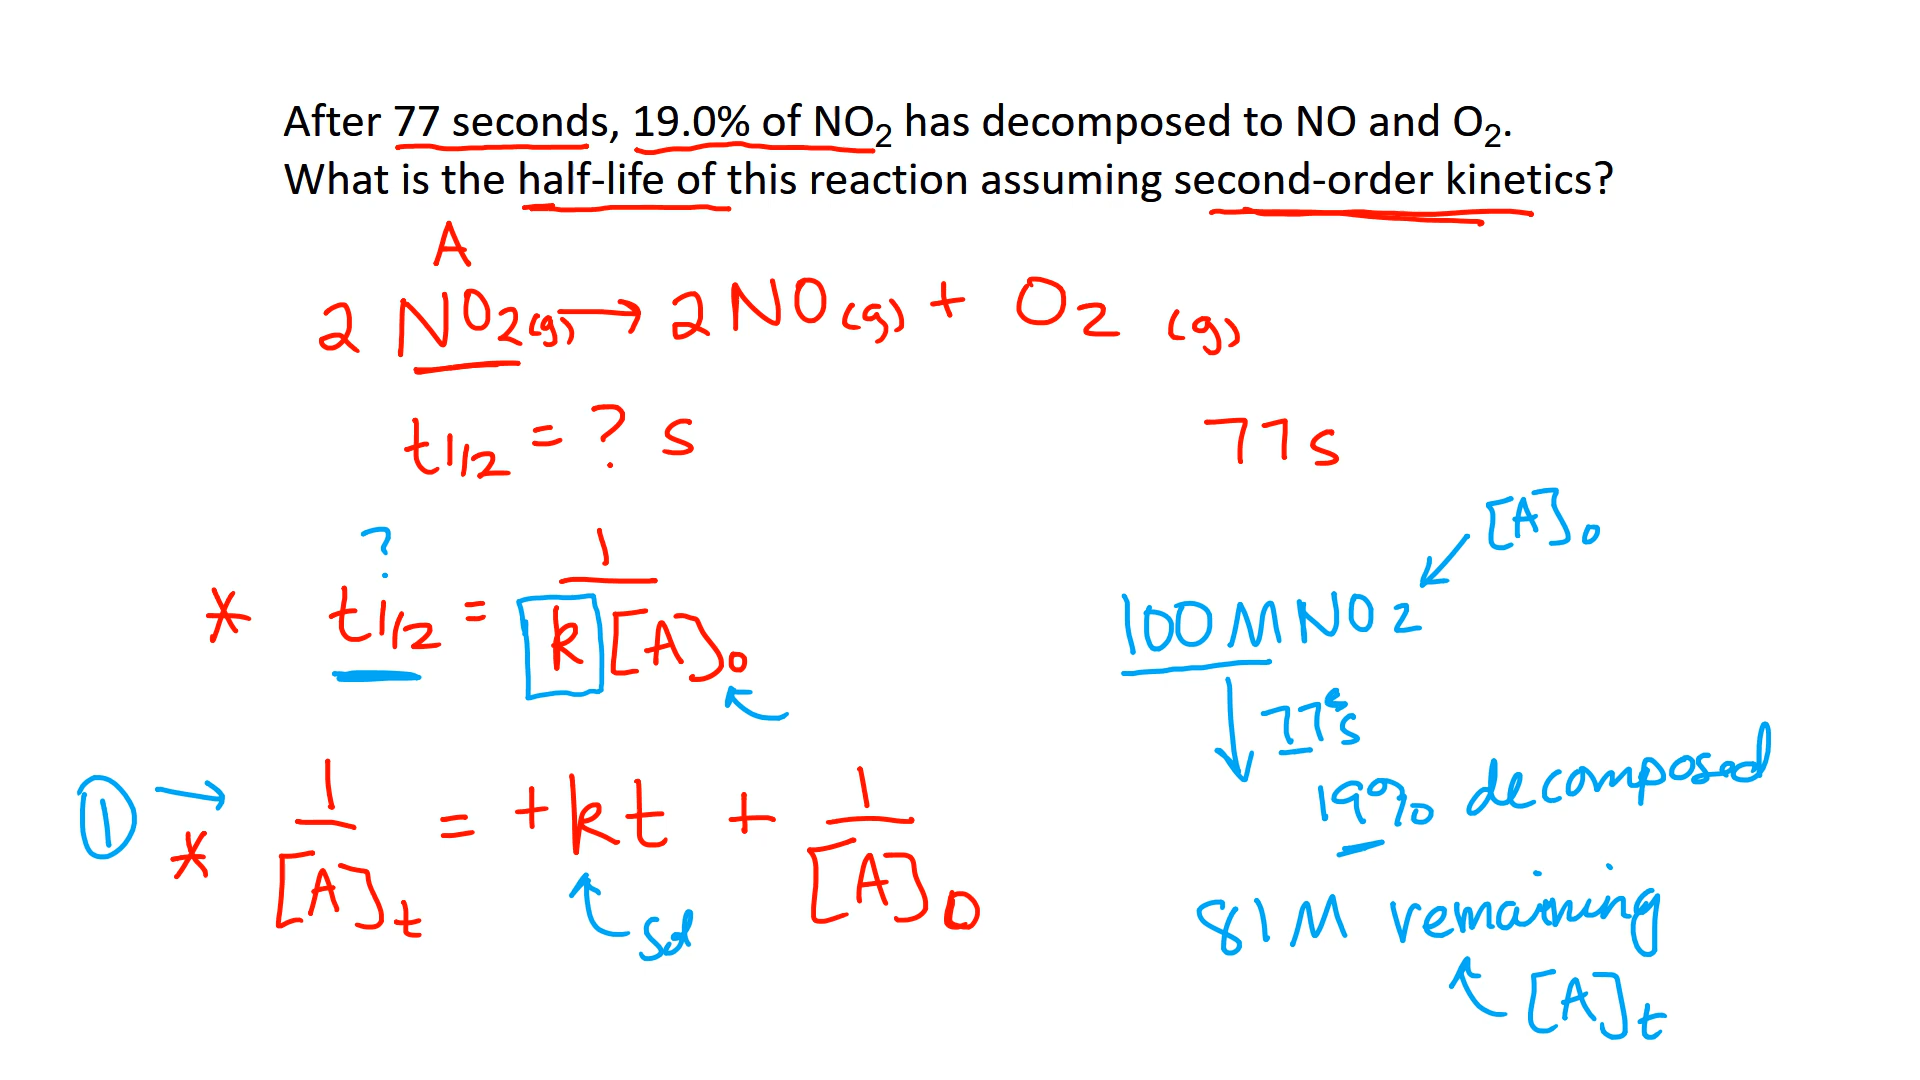 After 77 seconds, 19.0% of NO₂ has decomposed to NO and O₂.
What is the half-life of this reaction assuming second-order kinetics?
A
2 NO₂(g) → 2 NO(g) + O₂ (g)
t1/2 = ? s
77 s
?
* t1/2 = 1 / k [A]₀
[A]₀
100 M NO₂
77 s
19% decomposed
① → * 1 / [A]t = +kt + 1 / [A]₀
81 M remaining
[A]t